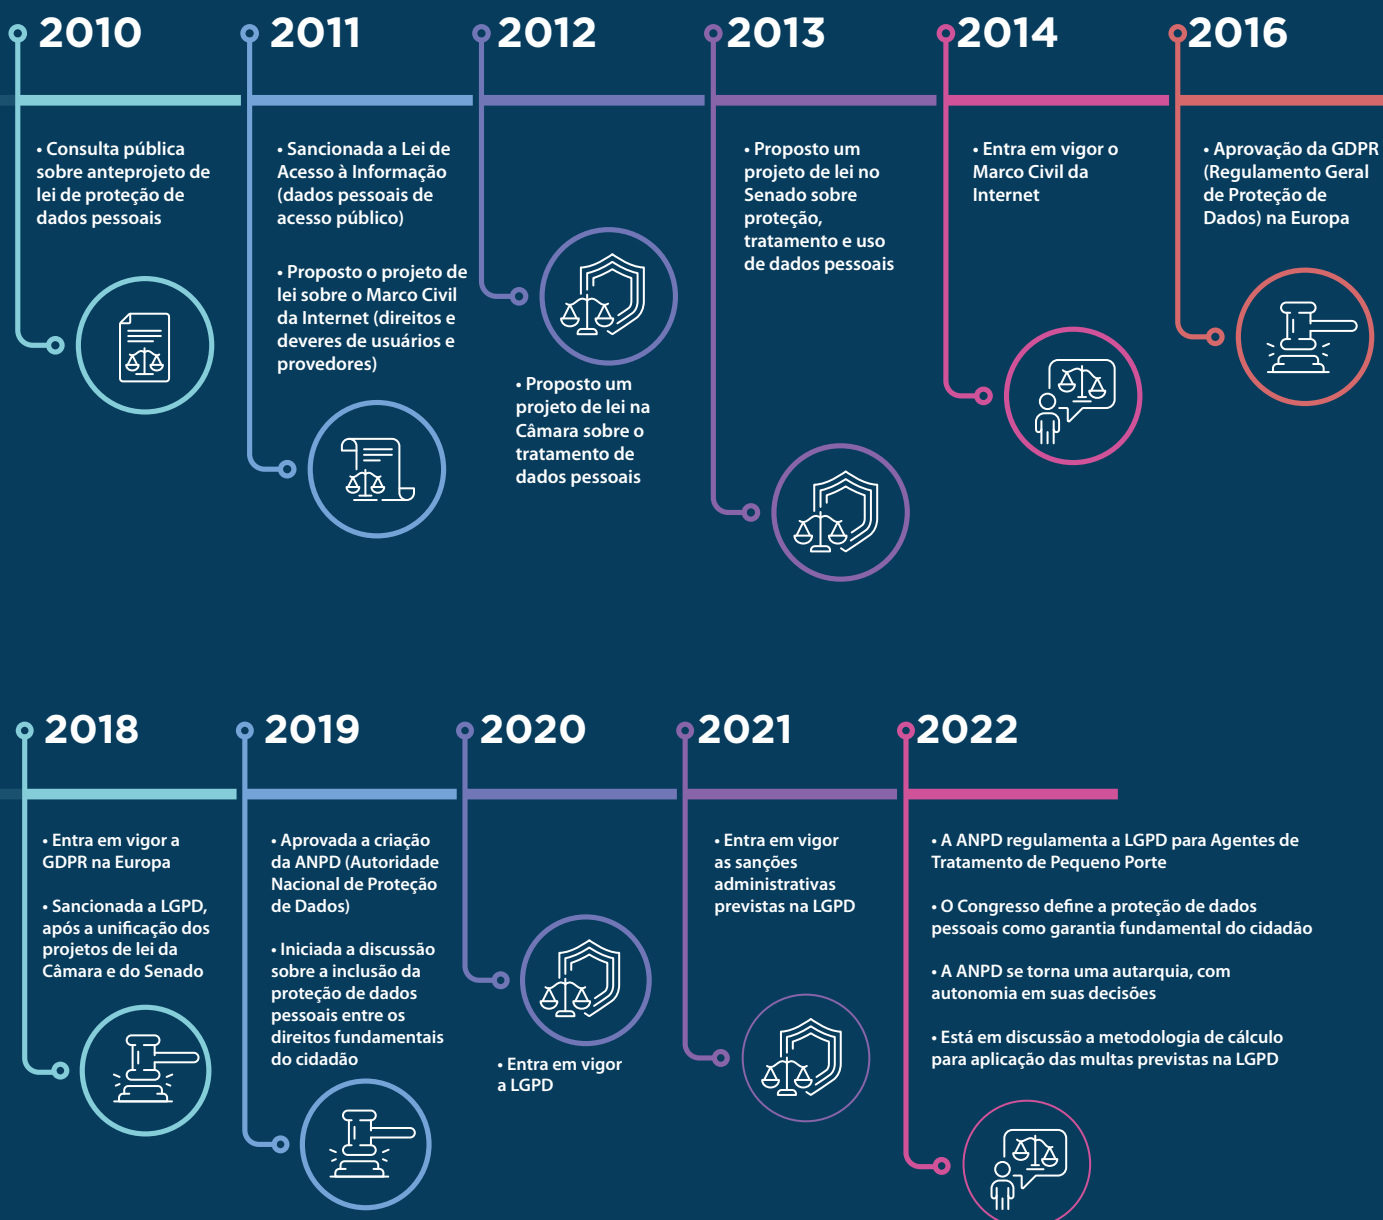 2010
• Consulta pública
sobre anteprojeto de
lei de proteção de
dados pessoais
2011
• Sancionada a Lei de
Acesso à Informação
(dados pessoais de
acesso público)
• Proposto o projeto de
lei sobre o Marco Civil
da Internet (direitos e
deveres de usuários e
provedores)
2012
• Proposto um
projeto de lei na
Câmara sobre o
tratamento de
dados pessoais
2013
• Proposto um
projeto de lei no
Senado sobre
proteção,
tratamento e uso
de dados pessoais
2014
• Entra em vigor o
Marco Civil da
Internet
2016
• Aprovação da GDPR
(Regulamento Geral
de Proteção de
Dados) na Europa
2018
• Entra em vigor a
GDPR na Europa
• Sancionada a LGPD,
após a unificação dos
projetos de lei da
Câmara e do Senado
2019
• Aprovada a criação
da ANPD (Autoridade
Nacional de Proteção
de Dados)
• Iniciada a discussão
sobre a inclusão da
proteção de dados
pessoais entre os
direitos fundamentais
do cidadão
2020
• Entra em vigor
a LGPD
2021
• Entra em vigor
as sanções
administrativas
previstas na LGPD
2022
• A ANPD regulamenta a LGPD para Agentes de
Tratamento de Pequeno Porte
• O Congresso define a proteção de dados
pessoais como garantia fundamental do cidadão
• A ANPD se torna uma autarquia, com
autonomia em suas decisões
• Está em discussão a metodologia de cálculo
para aplicação das multas previstas na LGPD